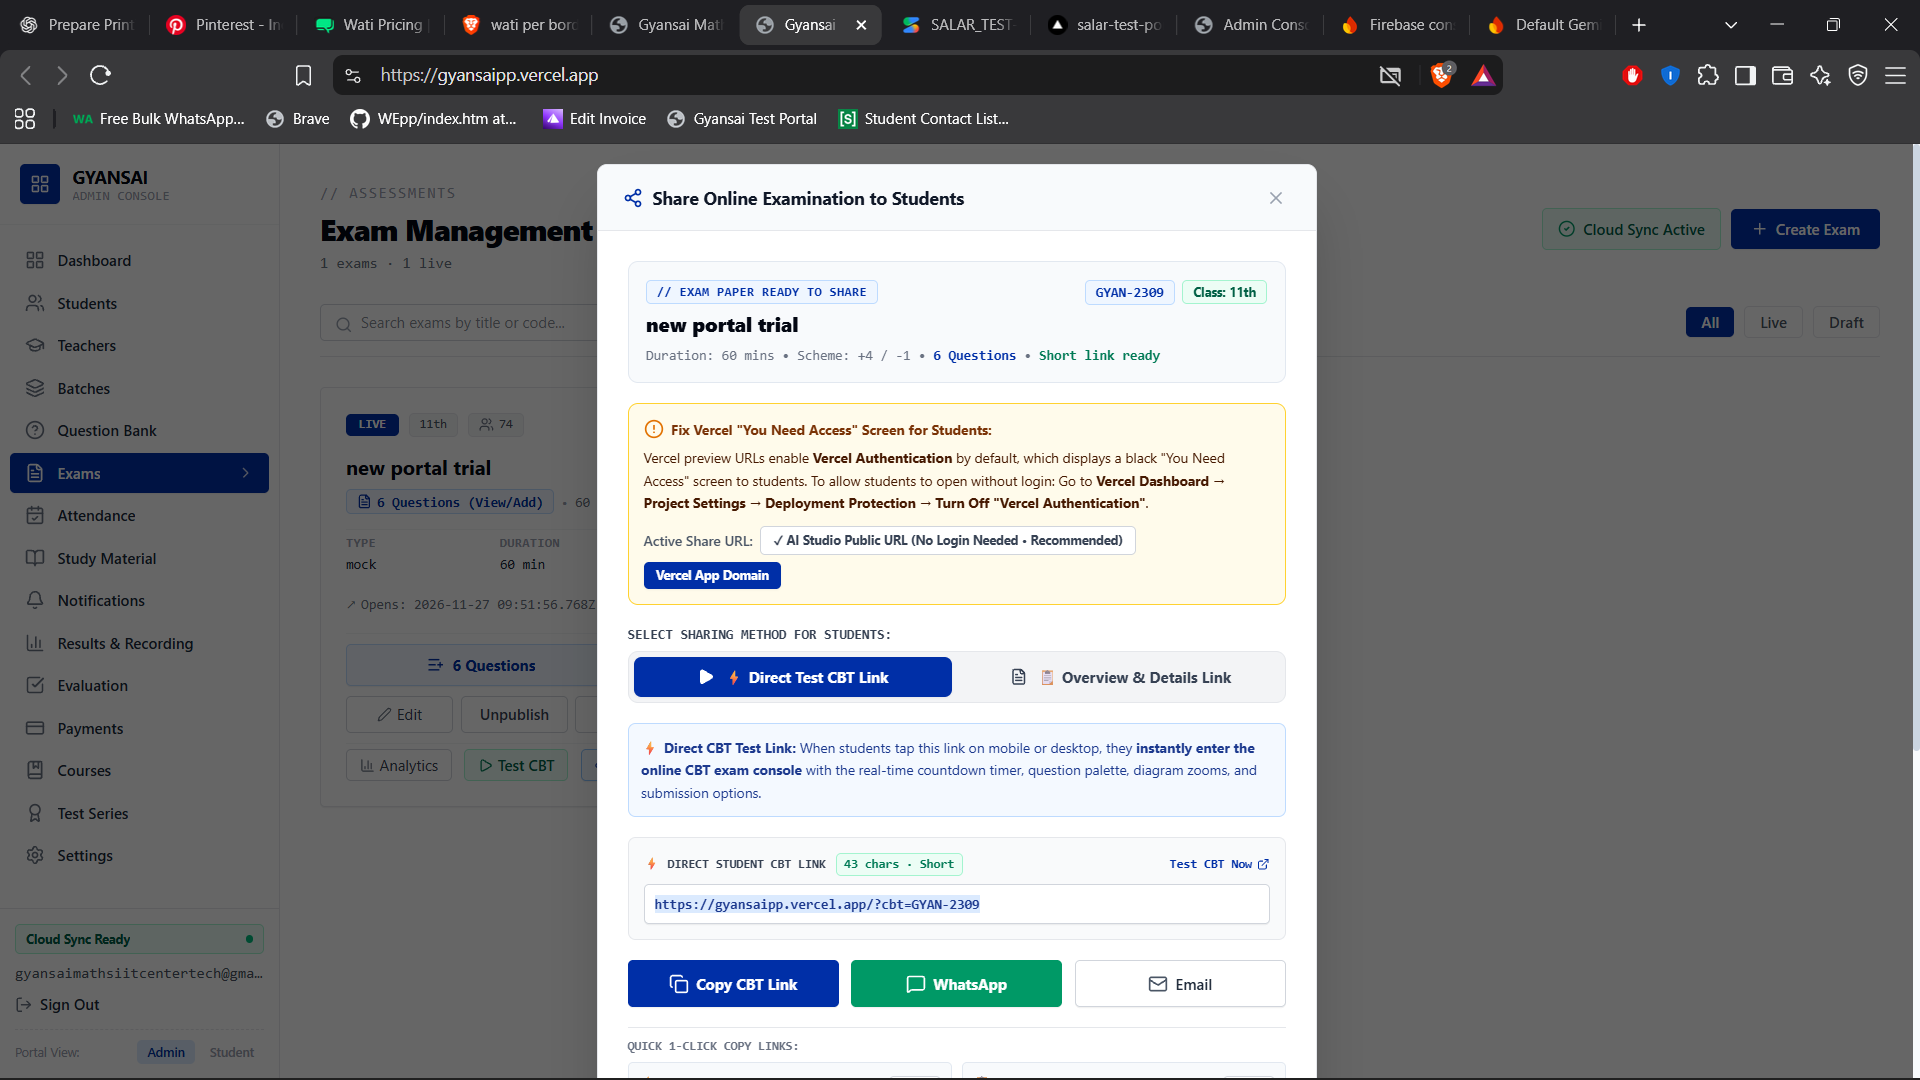 Prepare Print
Pinterest - In
Wati Pricing
wati per bord
Gyansai Mat
Gyansai
SALAR_TEST-
salar-test-po
Admin Cons
Firebase con
Default Gem
https://gyansaipp.vercel.app
2
WA Free Bulk WhatsApp...
Brave
WEpp/index.htm at...
Edit Invoice
Gyansai Test Portal
[S] Student Contact List...
GYANSAI
ADMIN CONSOLE
Dashboard
Students
Teachers
Batches
Question Bank
Exams
Attendance
Study Material
Notifications
Results & Recording
Evaluation
Payments
Courses
Test Series
Settings
Cloud Sync Ready
gyansaimathsiitcentertech@gma...
Sign Out
Portal View: Admin Student
// ASSESSMENTS
Exam Management
1 exams · 1 live
Search exams by title or code...
Cloud Sync Active
+ Create Exam
All Live Draft
LIVE 11th 74
new portal trial
6 Questions (View/Add) • 60
TYPE DURATION
mock 60 min
↗ Opens: 2026-11-27 09:51:56.768Z
6 Questions
Edit Unpublish
Analytics Test CBT
Share Online Examination to Students
// EXAM PAPER READY TO SHARE
GYAN-2309 Class: 11th
new portal trial
Duration: 60 mins • Scheme: +4 / -1 • 6 Questions • Short link ready
Fix Vercel "You Need Access" Screen for Students:
Vercel preview URLs enable Vercel Authentication by default, which displays a black "You Need
Access" screen to students. To allow students to open without login: Go to Vercel Dashboard →
Project Settings → Deployment Protection → Turn Off "Vercel Authentication".
Active Share URL: ✓ AI Studio Public URL (No Login Needed • Recommended)
Vercel App Domain
SELECT SHARING METHOD FOR STUDENTS:
▶ ⚡ Direct Test CBT Link
📋 Overview & Details Link
⚡ Direct CBT Test Link: When students tap this link on mobile or desktop, they instantly enter the
online CBT exam console with the real-time countdown timer, question palette, diagram zooms, and
submission options.
⚡ DIRECT STUDENT CBT LINK 43 chars · Short
Test CBT Now
https://gyansaipp.vercel.app/?cbt=GYAN-2309
Copy CBT Link
WhatsApp
Email
QUICK 1-CLICK COPY LINKS: